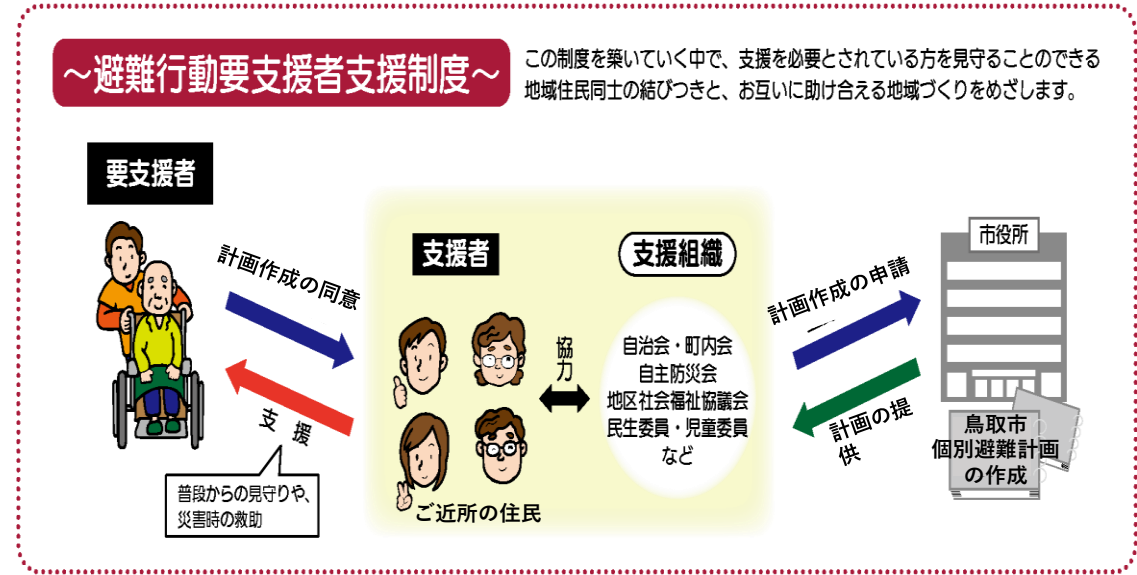 ～避難行動要支援者支援制度～
この制度を築いていく中で、支援を必要とされている方を見守ることのできる
地域住民同士の結びつきと、お互いに助け合える地域づくりをめざします。
要支援者
計画作成の同意
支援
普段からの見守りや、
災害時の救助
支援者
ご近所の住民
協力
支援組織
自治会・町内会
自主防災会
地区社会福祉協議会
民生委員・児童委員
など
計画作成の申請
計画の提
供
市役所
鳥取市
個別避難計画
の作成